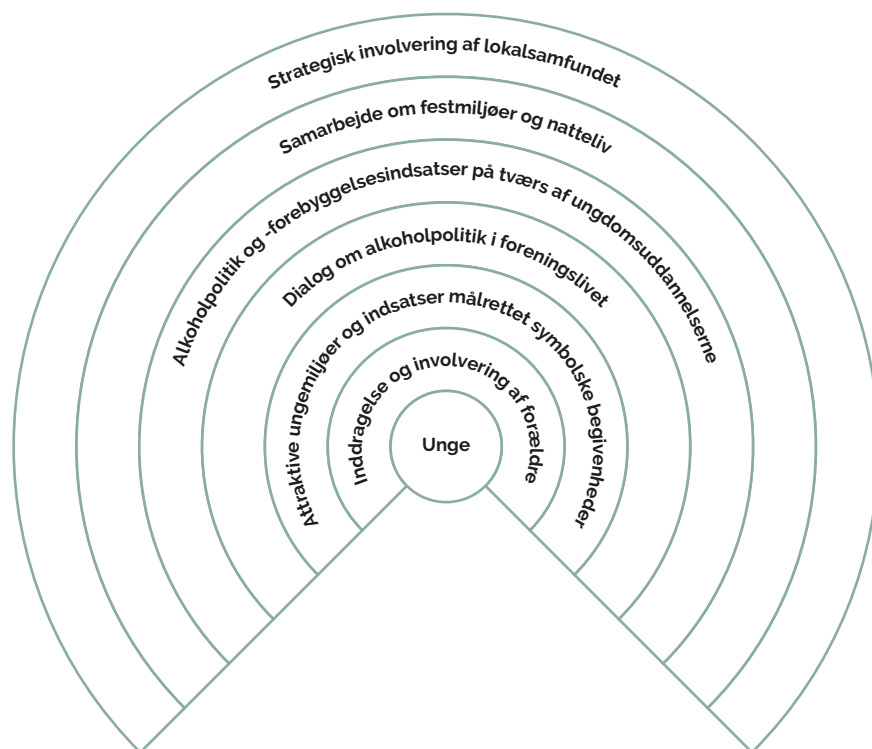 Strategisk involvering af lokalsamfundet
Samarbejde om festmiljøer og natteliv
Alkoholpolitik og -forebyggelsesindsatser på tværs af ungdomsuddannelserne
Dialog om alkoholpolitik i foreningslivet
Attraktive ungemiljøer og indsatser målrettet symbolske begivenheder
Inddragelse og involvering af forældre
Unge